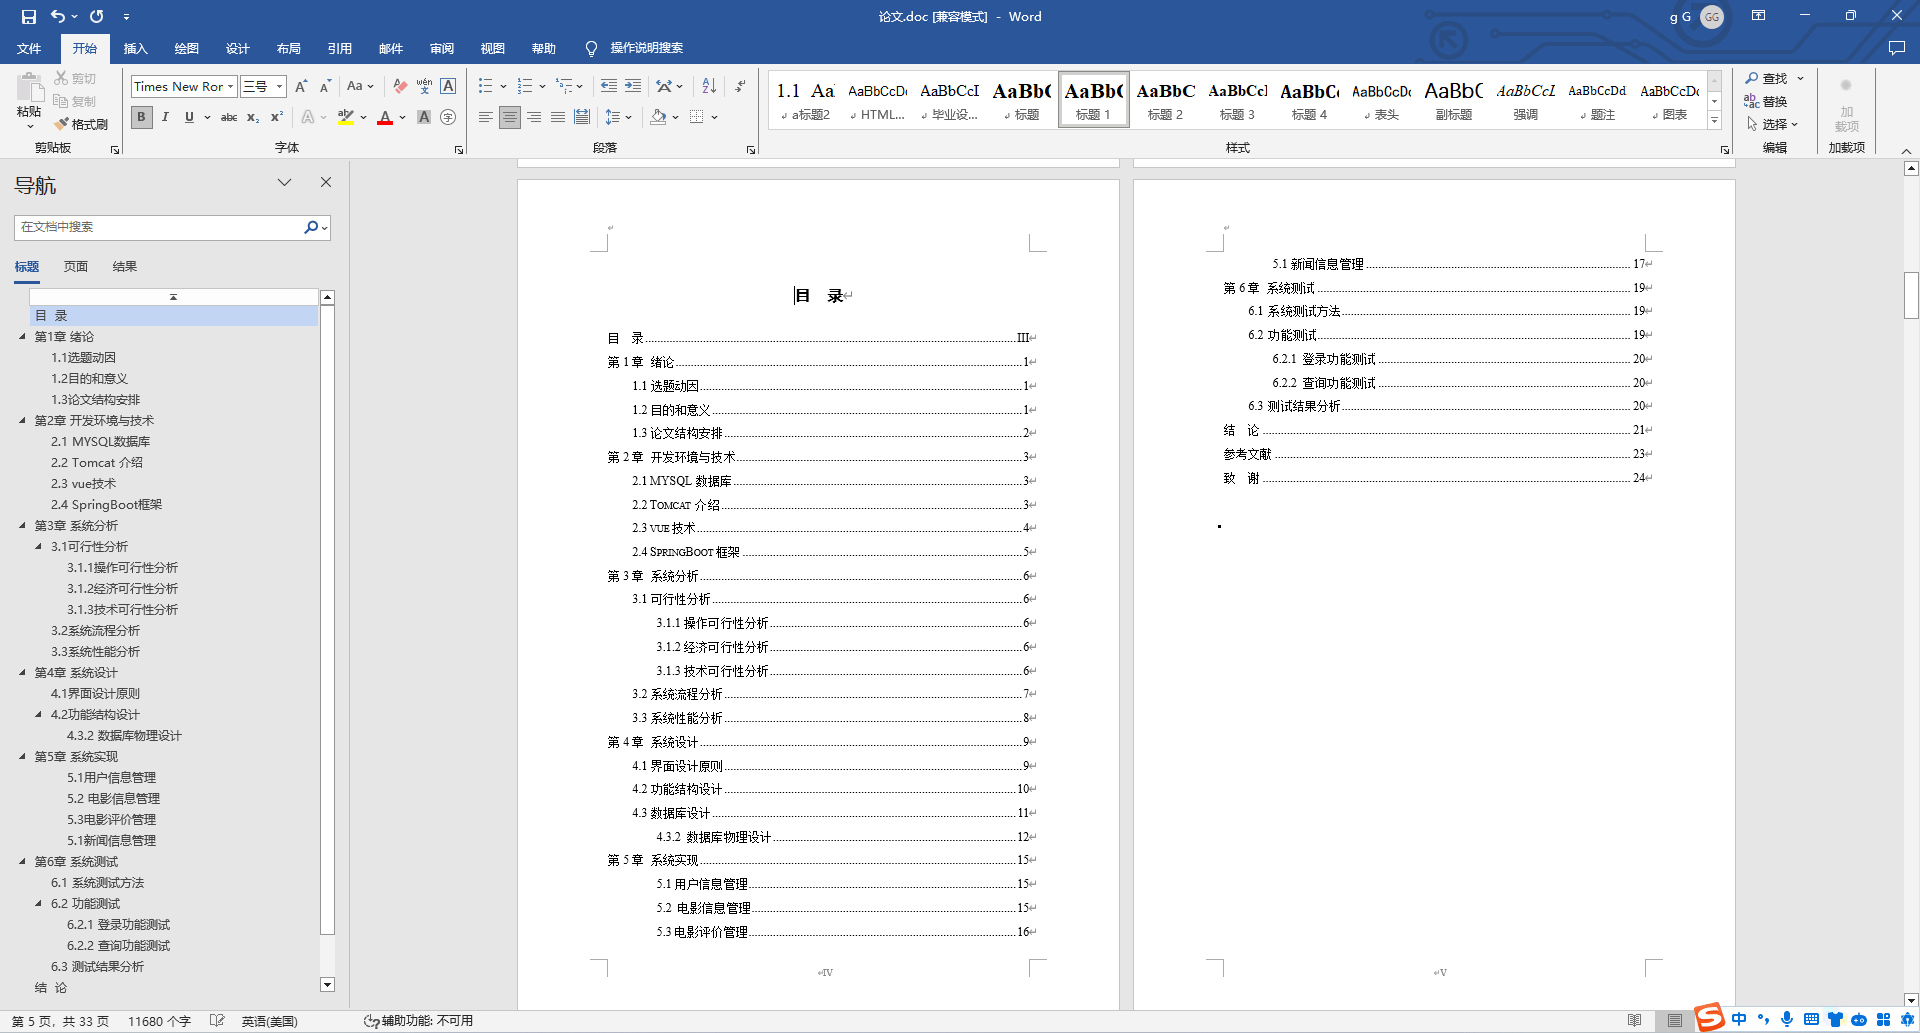 论文.doc [兼容模式] - Word
g G GG
文件 开始 插入 绘图 设计 布局 引用 邮件 审阅 视图 帮助 操作说明搜索
粘贴 剪切 复制 格式刷
Times New Ror 三号
查找 替换 选择
加载项
1.1 Aa AaBbCcDc AaBbCcI AaBb( AaBb( AaBbC AaBbCcI AaBbC( AaBbCcDc AaBbC AaBbCcL AaBbCcDd AaBbCcDc
a标题2 HTML... 毕业设... 标题 标题 1 标题 2 标题 3 标题 4 表头 副标题 强调 题注 图表
剪贴板 字体 段落 样式 编辑 加载项
导航
在文档中搜索
标题 页面 结果
目 录
第1章 绪论
1.1选题动因
1.2目的和意义
1.3论文结构安排
第2章 开发环境与技术
2.1 MYSQL数据库
2.2 Tomcat 介绍
2.3 vue技术
2.4 SpringBoot框架
第3章 系统分析
3.1可行性分析
3.1.1操作可行性分析
3.1.2经济可行性分析
3.1.3技术可行性分析
3.2系统流程分析
3.3系统性能分析
第4章 系统设计
4.1界面设计原则
4.2功能结构设计
4.3.2 数据库物理设计
第5章 系统实现
5.1用户信息管理
5.2 电影信息管理
5.3电影评价管理
5.1新闻信息管理
第6章 系统测试
6.1 系统测试方法
6.2 功能测试
6.2.1 登录功能测试
6.2.2 查询功能测试
6.3 测试结果分析
结 论
目 录
目 录 III
第 1 章 绪论 1
1.1 选题动因 1
1.2 目的和意义 1
1.3 论文结构安排 2
第 2 章 开发环境与技术 3
2.1 MYSQL 数据库 3
2.2 TOMCAT 介绍 3
2.3 VUE 技术 4
2.4 SPRINGBOOT 框架 5
第 3 章 系统分析 6
3.1 可行性分析 6
3.1.1 操作可行性分析 6
3.1.2 经济可行性分析 6
3.1.3 技术可行性分析 6
3.2 系统流程分析 7
3.3 系统性能分析 8
第 4 章 系统设计 9
4.1 界面设计原则 9
4.2 功能结构设计 10
4.3 数据库设计 11
4.3.2 数据库物理设计 12
第 5 章 系统实现 15
5.1 用户信息管理 15
5.2 电影信息管理 15
5.3 电影评价管理 16
IV
5.1 新闻信息管理 17
第 6 章 系统测试 19
6.1 系统测试方法 19
6.2 功能测试 19
6.2.1 登录功能测试 20
6.2.2 查询功能测试 20
6.3 测试结果分析 20
结 论 21
参考文献 23
致 谢 24
V
第 5 页，共 33 页 11680 个字 英语(美国) 辅助功能: 不可用
中